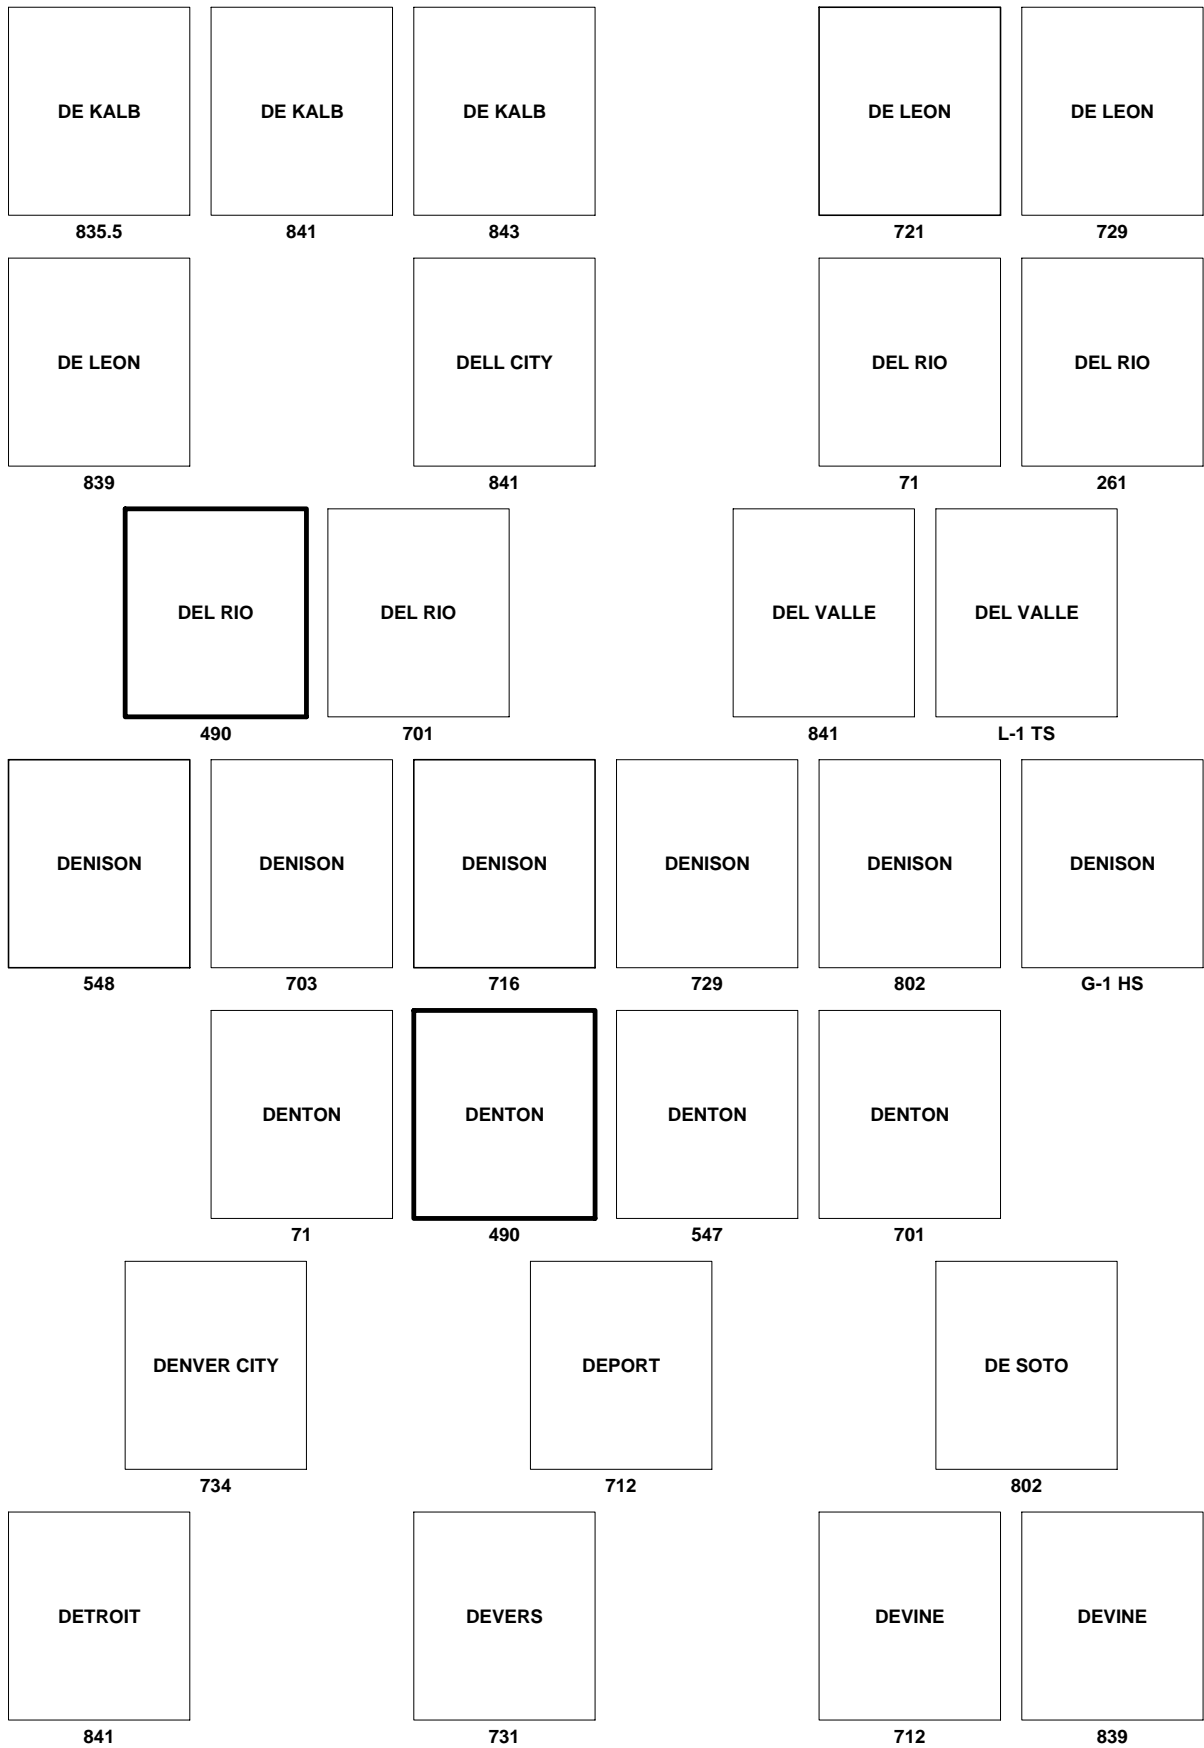 DE KALB DE KALB DE KALB DE LEON DE LEON
835.5 841 843 721 729
DE LEON DELL CITY DEL RIO DEL RIO
839 841 71 261
DEL RIO DEL RIO DEL VALLE DEL VALLE
490 701 841 L-1 TS
DENISON DENISON DENISON DENISON DENISON DENISON
548 703 716 729 802 G-1 HS
DENTON DENTON DENTON DENTON
71 490 547 701
DENVER CITY DEPORT DE SOTO
734 712 802
DETROIT DEVERS DEVINE DEVINE
841 731 712 839